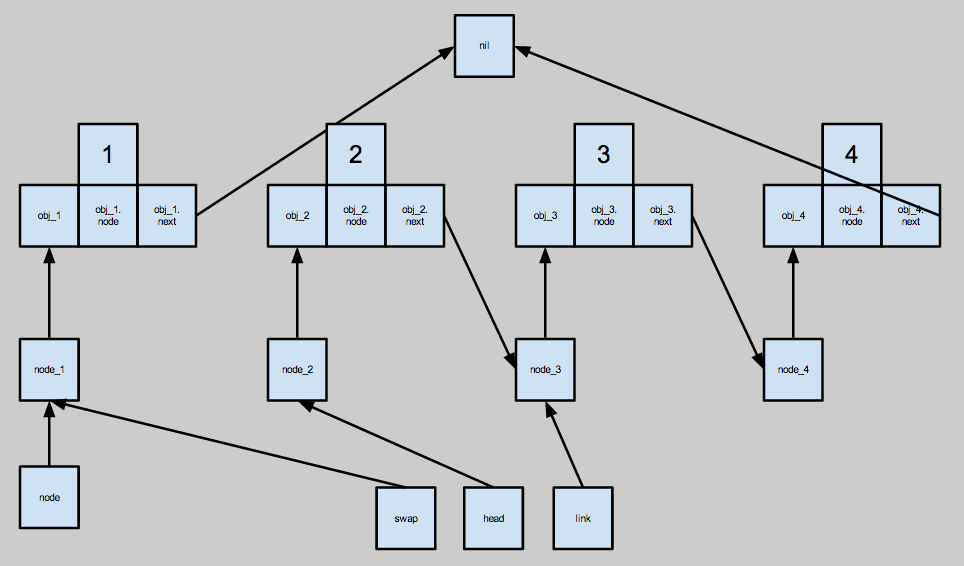 nil
1
2
3
4
obj_1
obj_1.
node
obj_1.
next
obj_2
obj_2.
node
obj_2.
next
obj_3
obj_3.
node
obj_3.
next
obj_4
obj_4.
node
obj_4.
next
node_1
node_2
node_3
node_4
node
swap
head
link